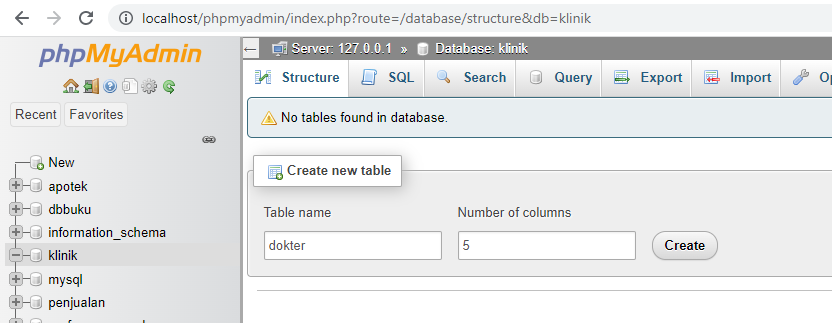 localhost/phpmyadmin/index.php?route=/database/structure&db=klinik
phpMyAdmin
Recent Favorites
New
apotek
dbbuku
information_schema
klinik
mysql
penjualan
Server: 127.0.0.1 » Database: klinik
Structure SQL Search Query Export Import Op
No tables found in database.
Create new table
Table name Number of columns
dokter 5 Create